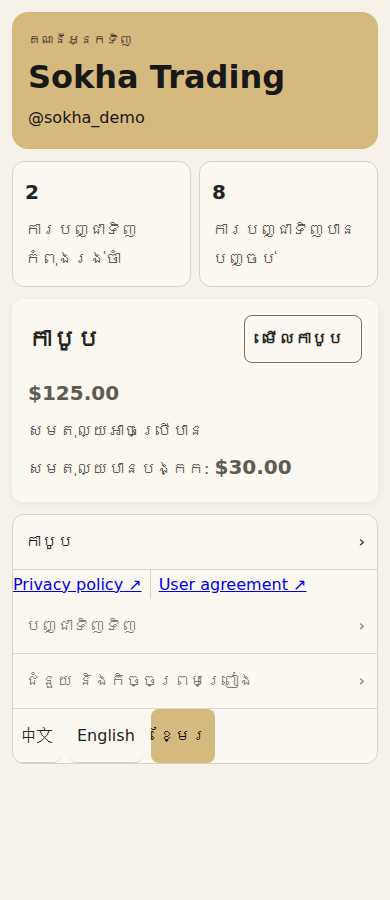 គណនីអ្នកទិញ
Sokha Trading
@sokha_demo
2
ការបញ្ជាទិញ
កំពុងរង់ចាំ
8
ការបញ្ជាទិញបាន
បញ្ចប់
កាបូប
មើលកាបូប
$125.00
សមតុល្យអាចប្រើបាន
សមតុល្យបានបង្កក: $30.00
កាបូប ›
Privacy policy ↗ User agreement ↗
បញ្ជាទិញទិញ ›
ជំនួយ និងកិច្ចព្រមព្រៀង ›
中文 English ខ្មែរ